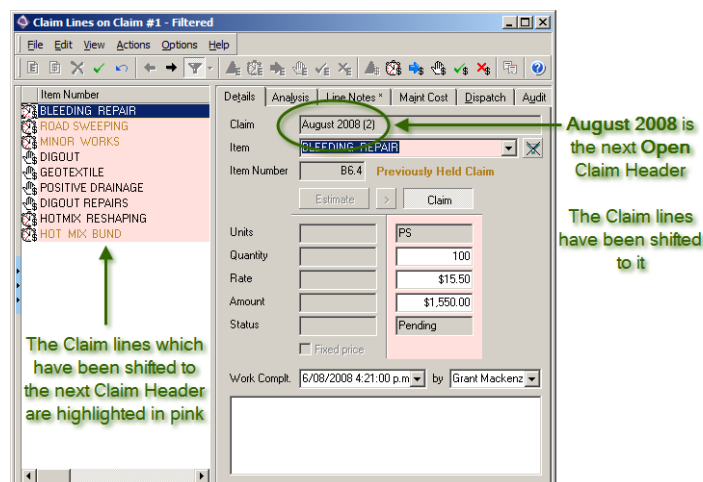 Claim Lines on Claim #1 - Filtered
File Edit View Actions Options Help
Item Number
BLEEDING REPAIR
ROAD SWEEPING
MINOR WORKS
DIGOUT
GEOTEXTILE
POSITIVE DRAINAGE
DIGOUT REPAIRS
HOTMIX RESHAPING
HOT MIX BUND
The Claim lines which
have been shifted to
the next Claim Header
are highlighted in pink
Details Analysis Line Notes * Maint Cost Dispatch Audit
Claim August 2008 (2)
Item BLEEDING REPAIR
Item Number B6.4 Previously Held Claim
Estimate > Claim
Units PS
Quantity 100
Rate $15.50
Amount $1,550.00
Status Pending
Fixed price
Work Complt. 6/08/2008 4:21:00 p.m by Grant Mackenz
August 2008 is
the next Open
Claim Header
The Claim lines
have been shifted
to it